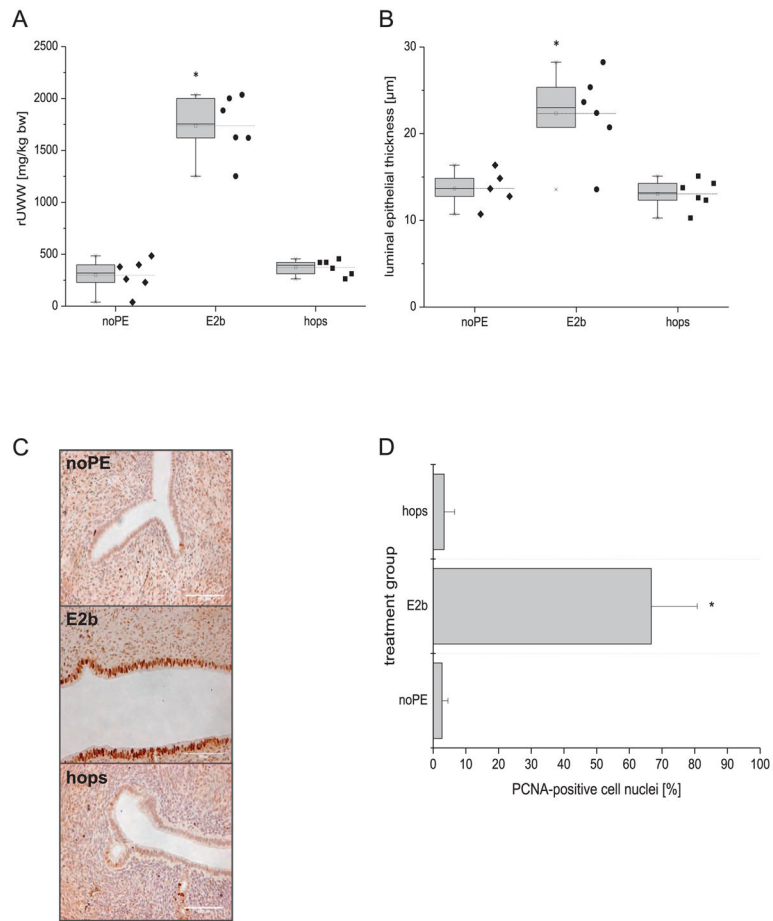 A
rUWW [mg/kg bw]
2500
2000
1500
1000
500
0
*
noPE E2b hops
B
luminal epithelial thickness [µm]
30
20
10
0
*
noPE E2b hops
C
noPE
E2b
hops
D
treatment group
hops
E2b
noPE
*
0 10 20 30 40 50 60 70 80 90 100
PCNA-positive cell nuclei [%]